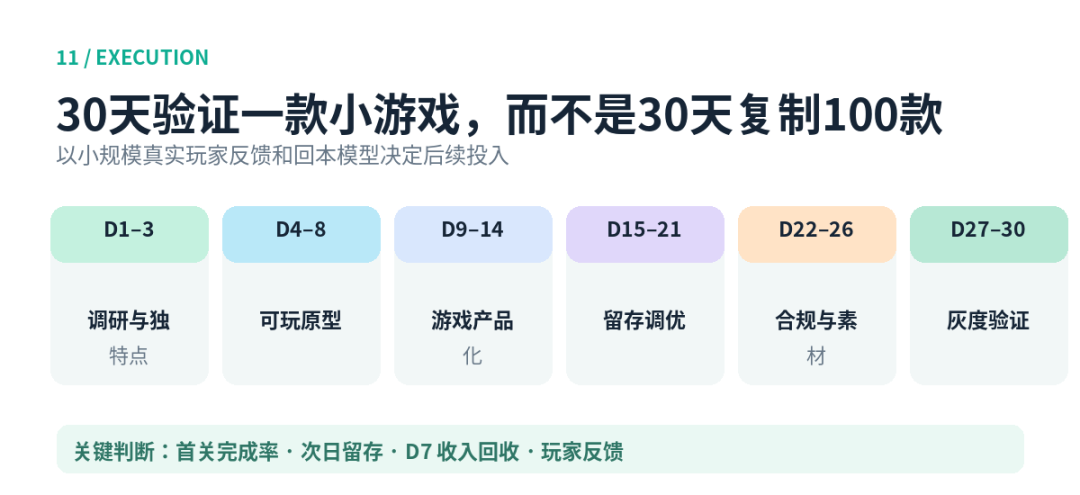 11 / EXECUTION
30天验证一款小游戏，而不是30天复制100款
以小规模真实玩家反馈和回本模型决定后续投入
D1–3
调研与独
特点
D4–8
可玩原型
D9–14
游戏产品
化
D15–21
留存调优
D22–26
合规与素
材
D27–30
灰度验证
关键判断：首关完成率 · 次日留存 · D7 收入回收 · 玩家反馈